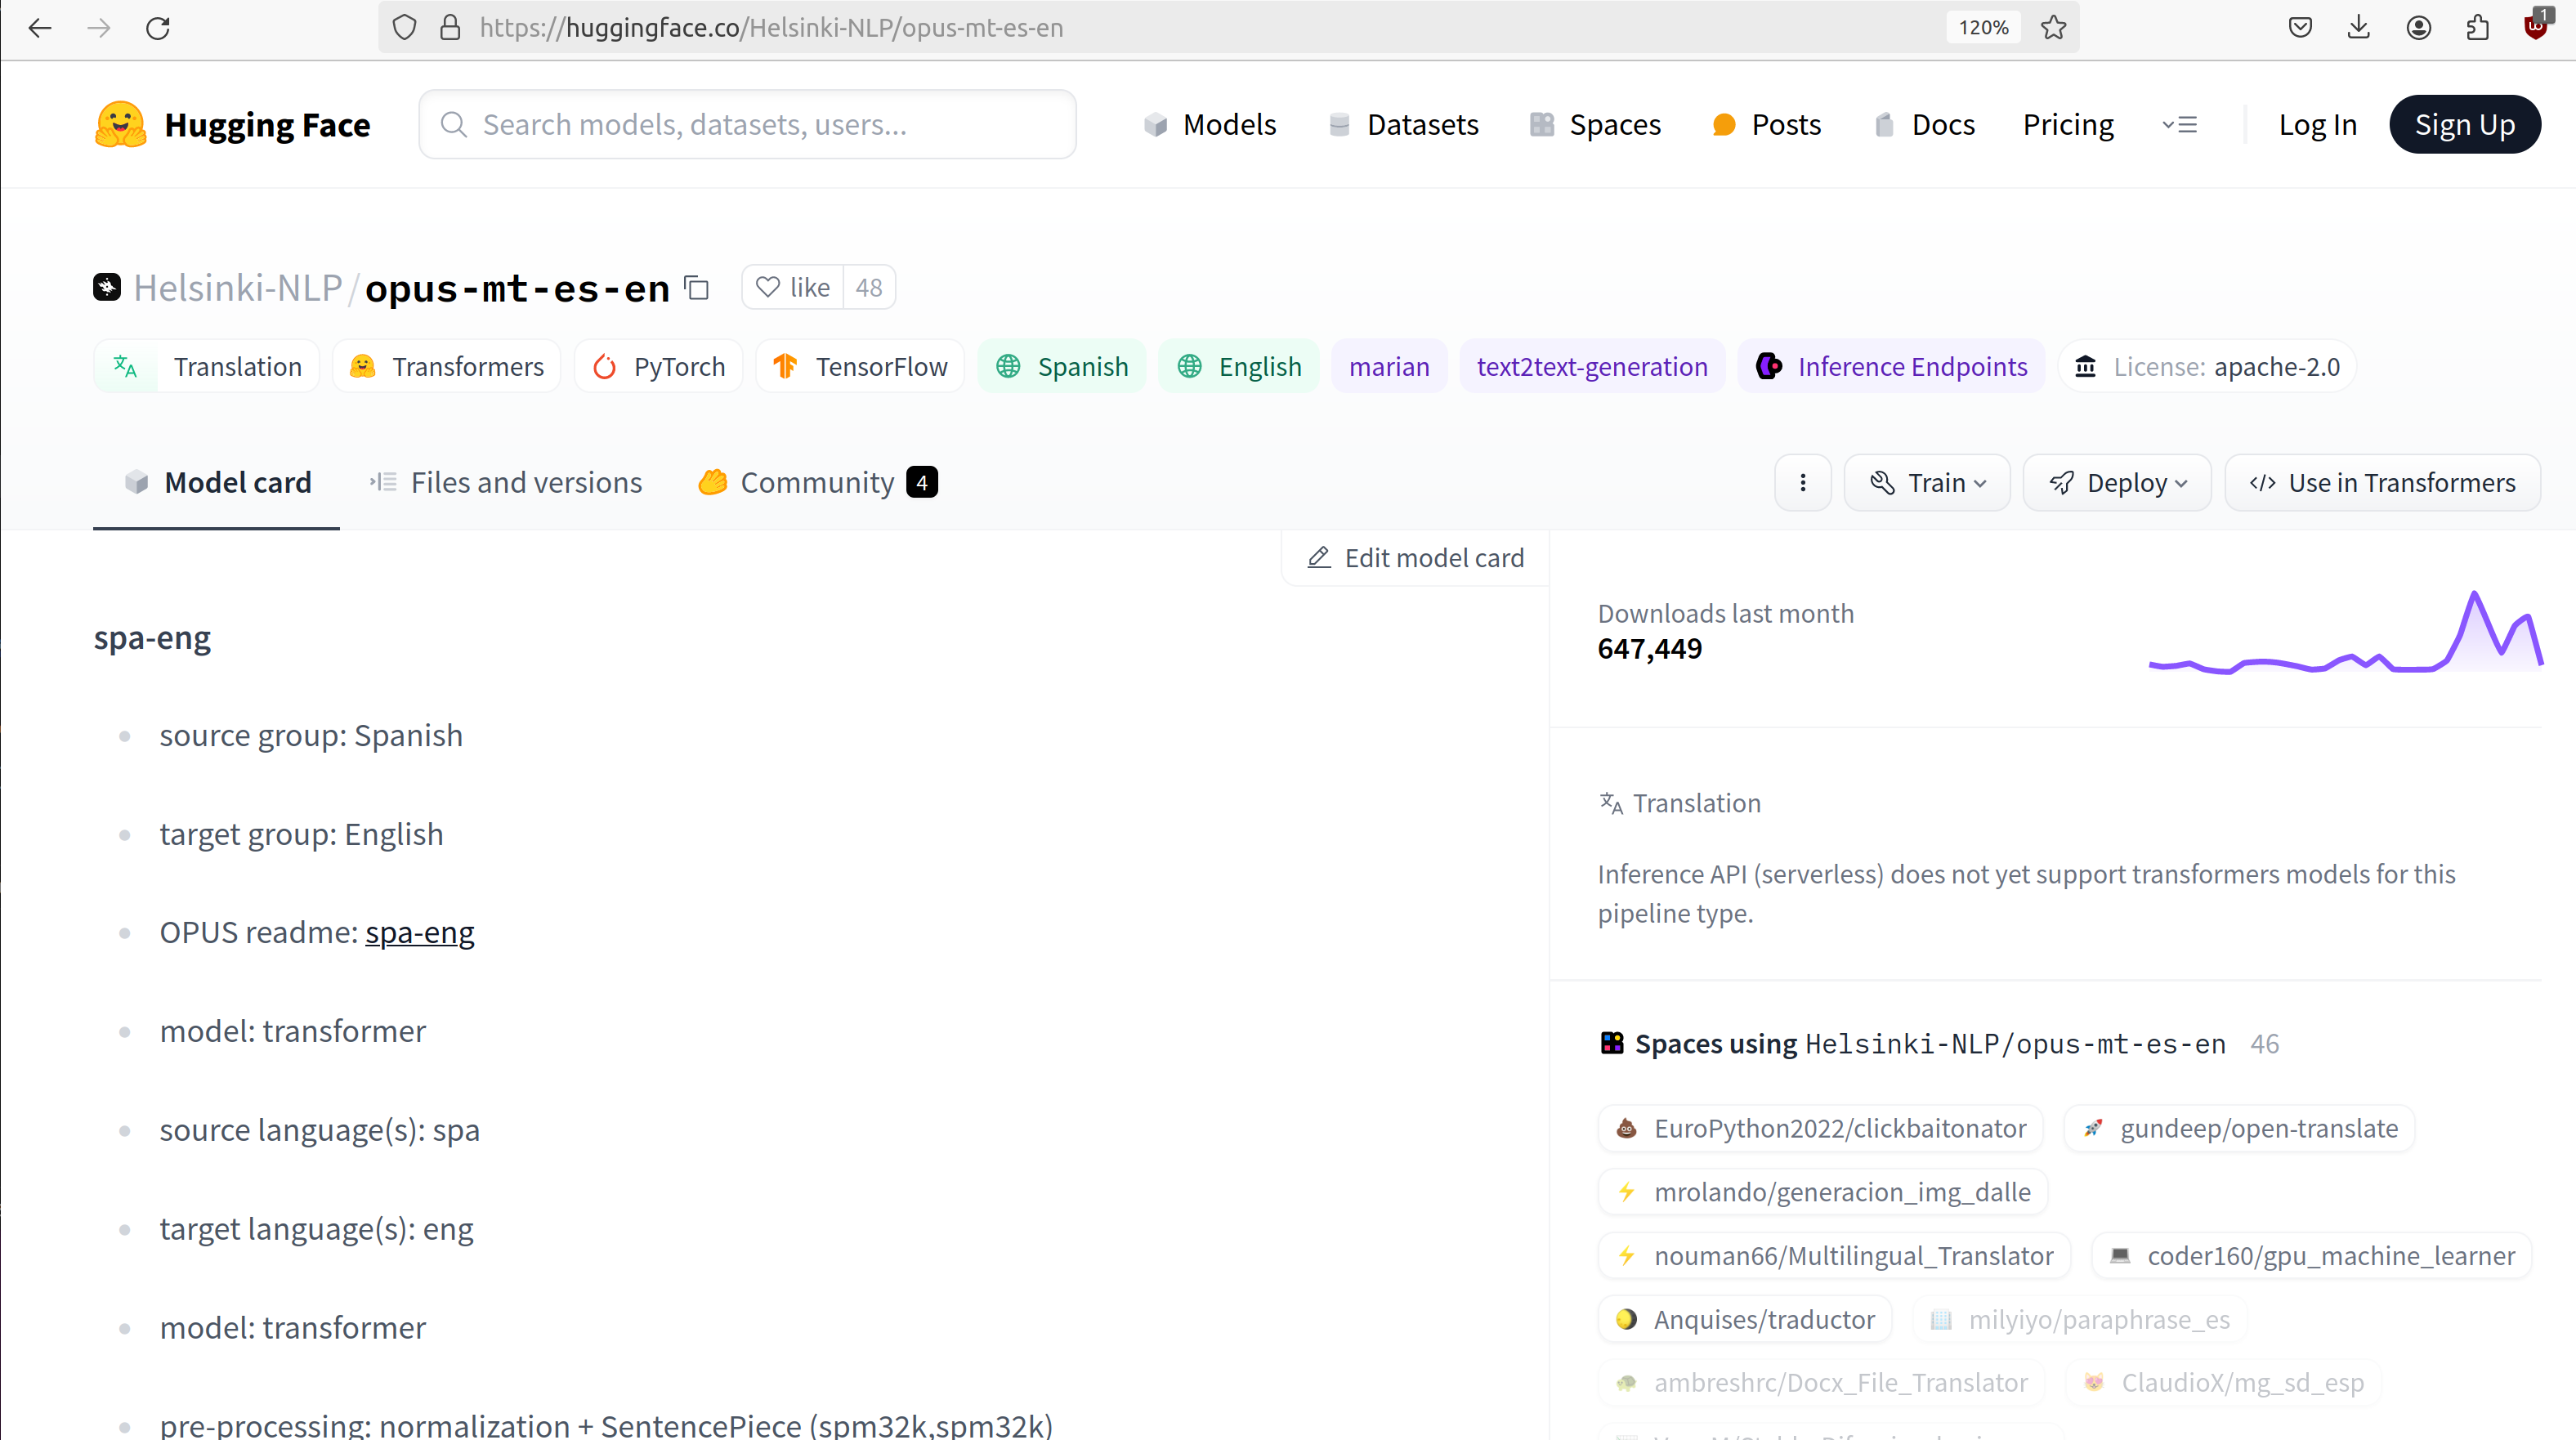 https://huggingface.co/Helsinki-NLP/opus-mt-es-en
120%
1
Hugging Face
Search models, datasets, users...
Models
Datasets
Spaces
Posts
Docs
Pricing
Log In
Sign Up
Helsinki-NLP/opus-mt-es-en
like 48
Translation
Transformers
PyTorch
TensorFlow
Spanish
English
marian
text2text-generation
Inference Endpoints
License: apache-2.0
Model card
Files and versions
Community 4
Train
Deploy
Use in Transformers
Edit model card
spa-eng
source group: Spanish
target group: English
OPUS readme: spa-eng
model: transformer
source language(s): spa
target language(s): eng
model: transformer
pre-processing: normalization + SentencePiece (spm32k,spm32k)
Downloads last month
647,449
Translation
Inference API (serverless) does not yet support transformers models for this
pipeline type.
Spaces using Helsinki-NLP/opus-mt-es-en 46
EuroPython2022/clickbaitonator
gundeep/open-translate
mrolando/generacion_img_dalle
nouman66/Multilingual_Translator
coder160/gpu_machine_learner
Anquises/traductor
milyiyo/paraphrase_es
ambreshrc/Docx_File_Translator
ClaudioX/mg_sd_esp